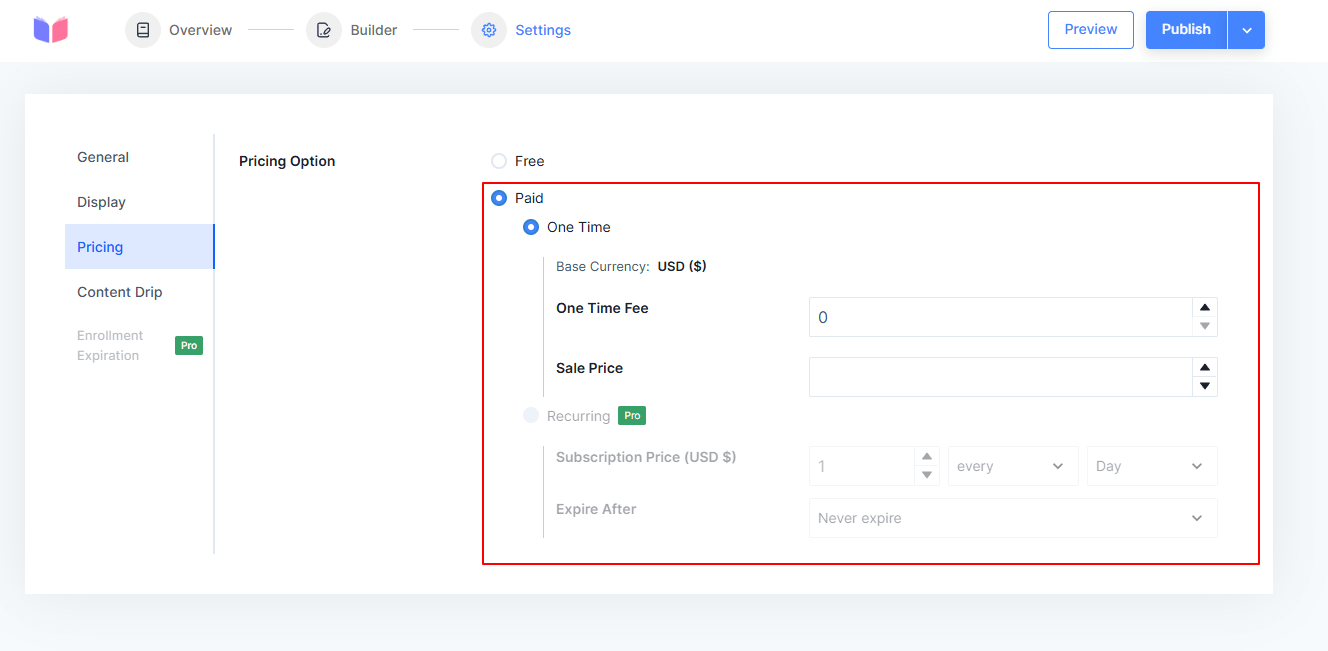 Overview
Builder
Settings
Preview
Publish
General
Display
Pricing
Content Drip
Enrollment
Expiration
Pro
Pricing Option
Free
Paid
One Time
Base Currency: USD ($)
One Time Fee
0
Sale Price
Recurring Pro
Subscription Price (USD $)
1
every
Day
Expire After
Never expire